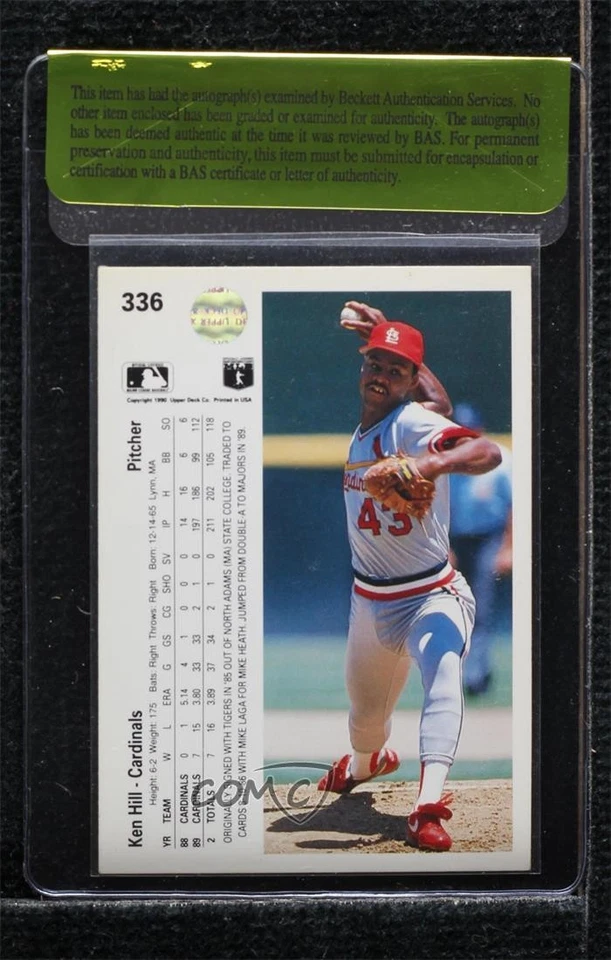 This item has had the autograph(s) examined by Beckett Authentication Services. No
other item enclosed has been graded or examined for authenticity. The autograph(s)
has been deemed authentic at the time it was reviewed by BAS. For permanent
preservation and authenticity, this item must be submitted for encapsulation or
certification with a BAS certificate or letter of authenticity.
336
Copyright 1990 Upper Deck Co. Printed in USA
Ken Hill - Cardinals Pitcher
Height: 6-2 Weight: 175 Bats: Right Throws: Right Born: 12-14-65 Lynn, MA
YR TEAM W L ERA G GS CG SHO SV IP H BB SO
88 CARDINALS 0 1 5.14 4 1 0 0 0 14 16 6 6
89 CARDINALS 7 15 3.80 33 33 2 1 0 197 186 99 112
2 TOTALS 7 16 3.89 37 34 2 1 0 211 202 105 118
ORIGINALLY SIGNED WITH TIGERS IN '85 OUT OF NORTH ADAMS (MA) STATE COLLEGE. TRADED TO
CARDS WITH MIKE LAGA FOR MIKE HEATH. JUMPED FROM DOUBLE-A TO MAJORS IN '89.
43
COMC